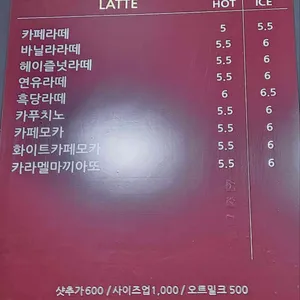 LATTE HOT ICE
카페라떼 5 5.5
바닐라라떼 5.5 6
헤이즐넛라떼 5.5 6
연유라떼 5.5 6
흑당라떼 6 6.5
카푸치노 5.5 6
카페모카 5.5 6
화이트카페모카 5.5 6
카라멜마끼아또 5.5 6
샷추가600 / 사이즈업1,000 / 오트밀크 500